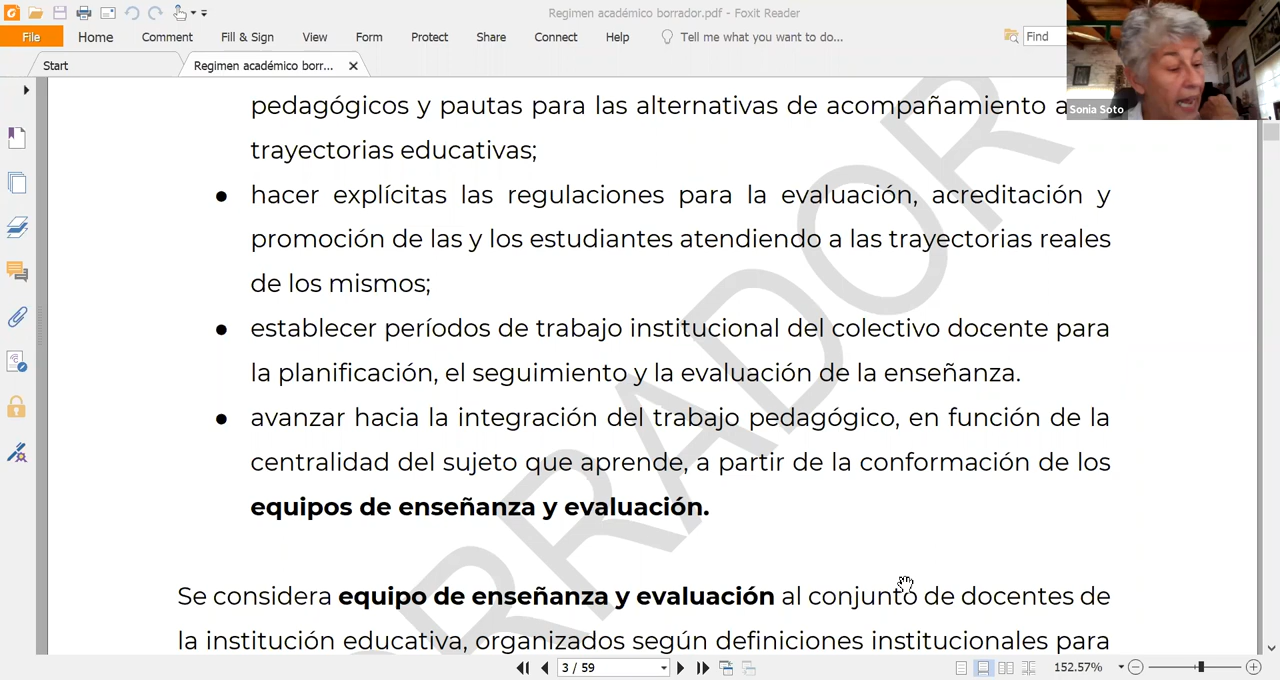 Regimen académico borrador.pdf - Foxit Reader
File Home Comment Fill & Sign View Form Protect Share Connect Help Tell me what you want to do... Find
Start Regimen académico borr...
Sonia Soto
pedagógicos y pautas para las alternativas de acompañamiento a
trayectorias educativas;
● hacer explícitas las regulaciones para la evaluación, acreditación y
promoción de las y los estudiantes atendiendo a las trayectorias reales
de los mismos;
● establecer períodos de trabajo institucional del colectivo docente para
la planificación, el seguimiento y la evaluación de la enseñanza.
● avanzar hacia la integración del trabajo pedagógico, en función de la
centralidad del sujeto que aprende, a partir de la conformación de los
equipos de enseñanza y evaluación.
Se considera equipo de enseñanza y evaluación al conjunto de docentes de
la institución educativa, organizados según definiciones institucionales para
BORRADOR
3 / 59
152.57%